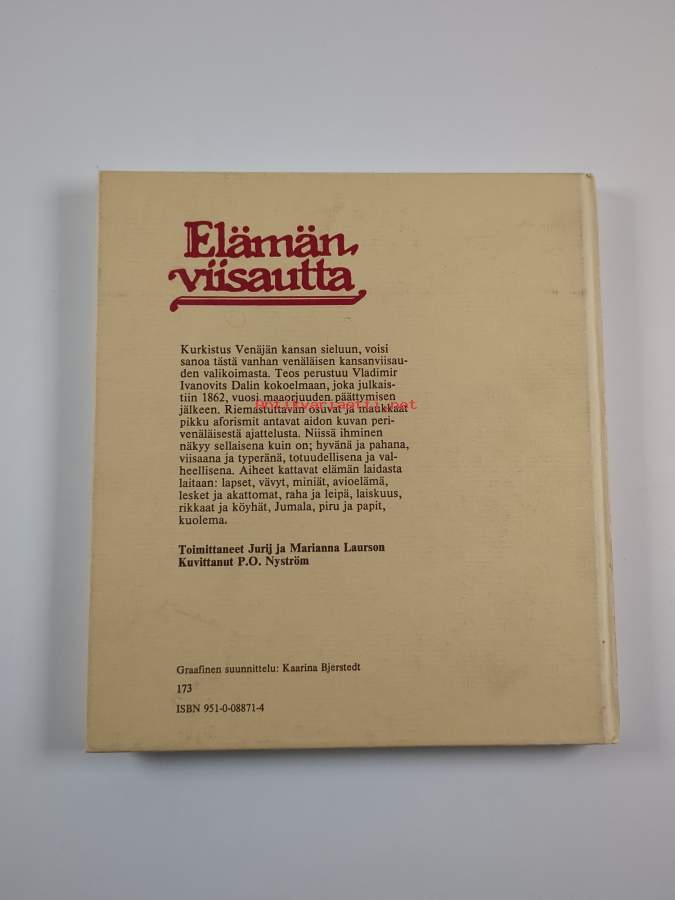 Elämän
viisautta
Kurkistus Venäjän kansan sieluun, voisi
sanoa tästä vanhan venäläisen kansanviisau-
den valikoimasta. Teos perustuu Vladimir
Ivanovits Dalin kokoelmaan, joka julkais-
tiin 1862, vuosi maaorjuuden päättymisen
jälkeen. Riemastuttavan osuvat ja maukkaat
pikku aforismit antavat aidon kuvan peri-
venäläisestä ajattelusta. Niissä ihminen
näkyy sellaisena kuin on; hyvänä ja pahana,
viisaana ja typeränä, totuudellisena ja val-
heellisena. Aiheet kattavat elämän laidasta
laitaan: lapset, vävyt, miniät, avioelämä,
lesket ja akattomat, raha ja leipä, laiskuus,
rikkaat ja köyhät, Jumala, piru ja papit,
kuolema.
Toimittaneet Jurij ja Marianna Laurson
Kuvittanut P.O. Nyström
Graafinen suunnittelu: Kaarina Bjerstedt
173
ISBN 951-0-08871-4